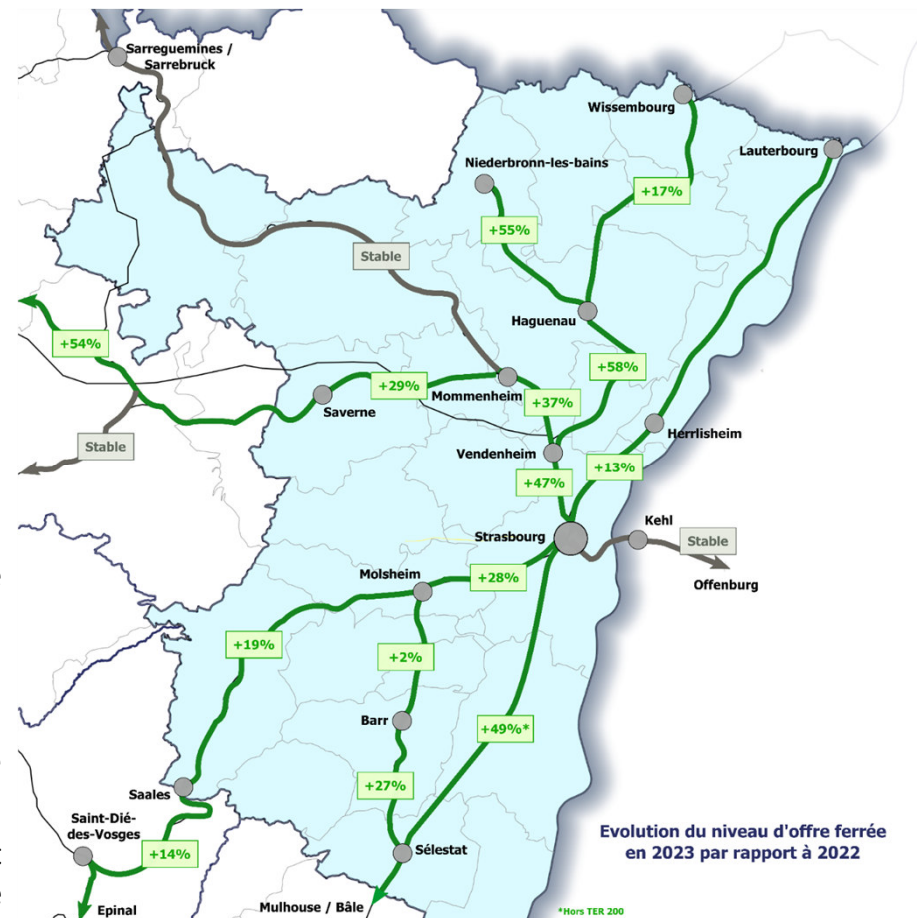 Sarreguemines /
Sarrebruck
Wissembourg
Lauterbourg
Niederbronn-les-bains
+17%
+55%
Stable
Haguenau
+54%
+58%
+29%
Mommenheim
+37%
Saverne
Herrlisheim
Stable
Vendenheim
+13%
+47%
Kehl
Strasbourg
Stable
Molsheim
+28%
Offenburg
+19%
+2%
Barr
+49%*
+27%
Saales
Saint-Dié-
des-Vosges
+14%
Sélestat
Evolution du niveau d'offre ferrée
en 2023 par rapport à 2022
Epinal
Mulhouse / Bâle
*Hors TER 200